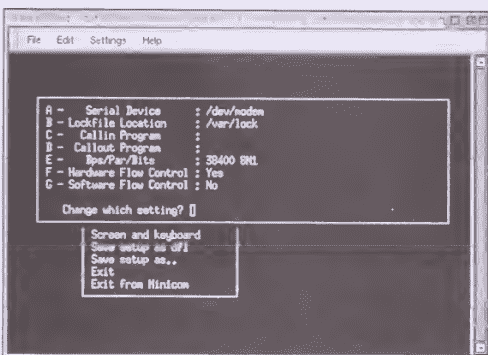 File Edit Settings Help
A - Serial Device : /dev/modem
B - Lockfile Location : /var/lock
C - Callin Program :
D - Callout Program :
E - Bps/Par/Bits : 38400 8N1
F - Hardware Flow Control : Yes
G - Software Flow Control : No
Change which setting?
Screen and keyboard
Save setup as dfl
Save setup as..
Exit
Exit from Minicom